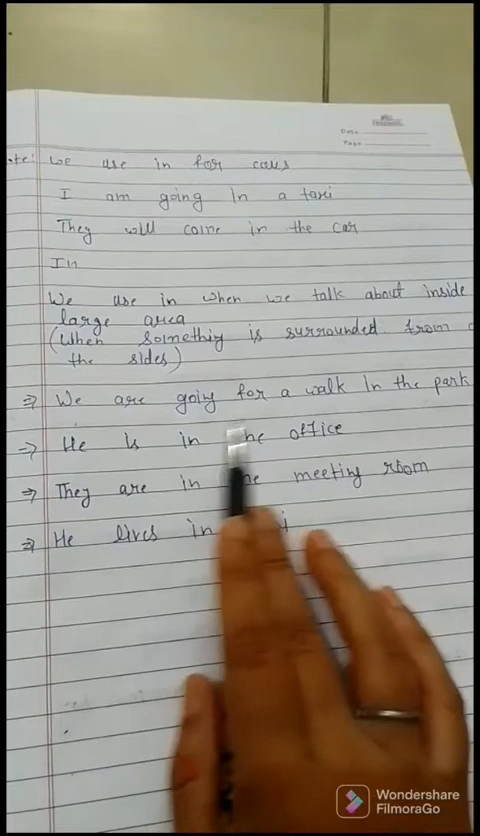 Date
Page
ote: We use in for cars
I am going in a taxi
They will come in the car
In
We use in when we talk about inside
large area
(When something is surrounded from
the sides)
⇒ We are going for a walk in the park
→ He is in the office
⇒ They are in the meeting room
⇒ He lives in
Wondershare
FilmoraGo